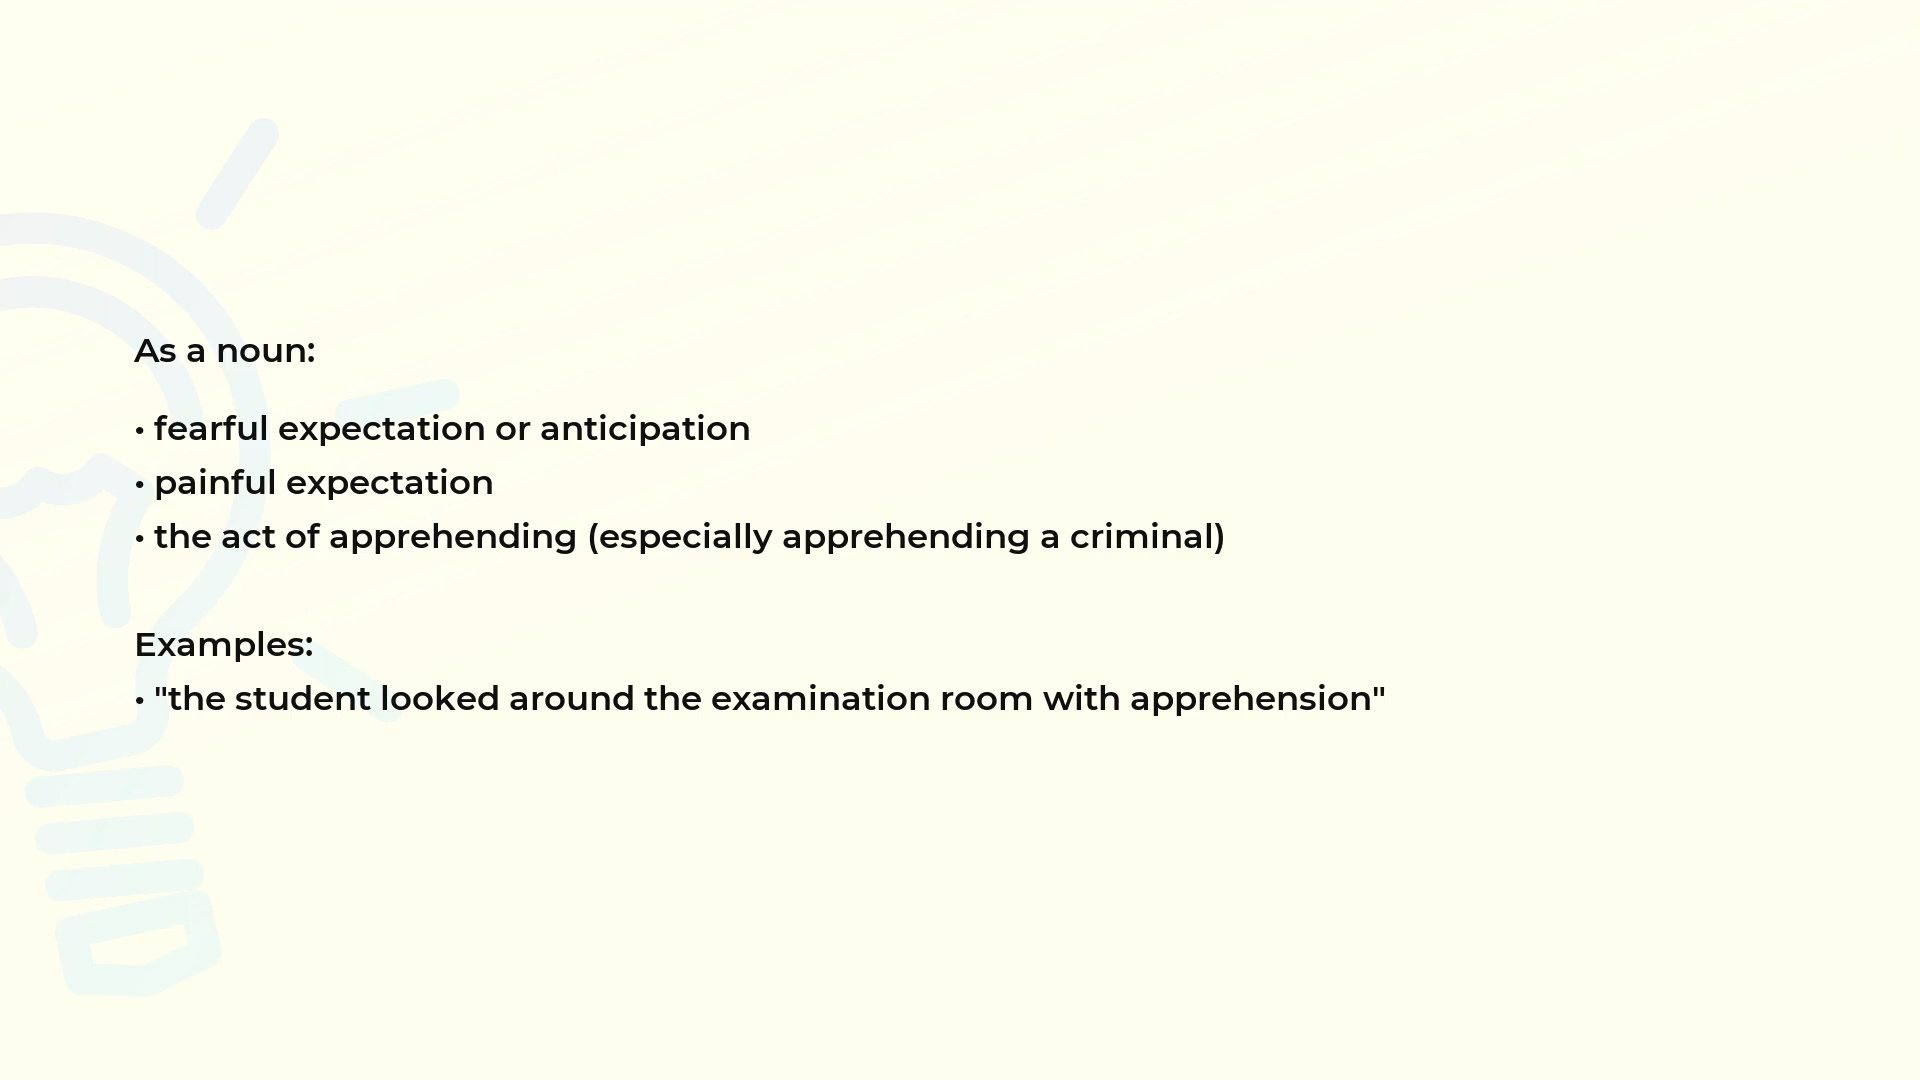 As a noun:
• fearful expectation or anticipation
• painful expectation
• the act of apprehending (especially apprehending a criminal)
Examples:
• "the student looked around the examination room with apprehension"